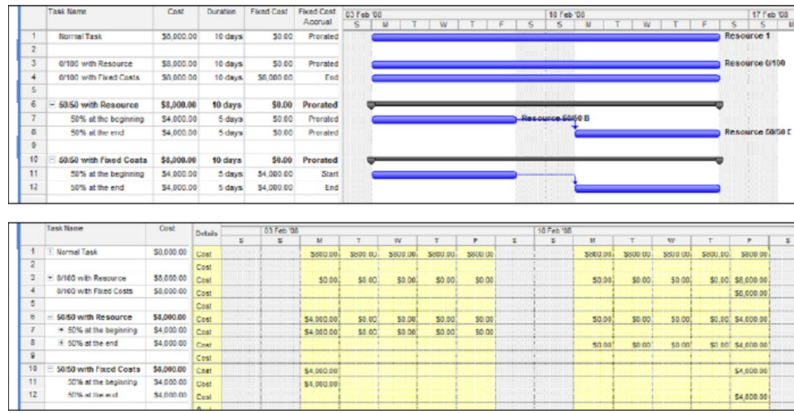 Task Name Cost Duration Fixed Cost Fixed Cost Accrual 03 Feb '08 10 Feb '08 17 Feb '08
S M T W T F S S M T W T F S S M
1 Normal Task $8,000.00 10 days $0.00 Prorated Resource 1
2
3 0/100 with Resource $8,000.00 10 days $0.00 Prorated Resource 0/100
4 0/100 with Fixed Costs $8,000.00 10 days $8,000.00 End
5
6 50/50 with Resource $8,000.00 10 days $0.00 Prorated
7 50% at the beginning $4,000.00 5 days $0.00 Prorated Resource 50/50 B
8 50% at the end $4,000.00 5 days $0.00 Prorated Resource 50/50 E
9
10 50/50 with Fixed Costs $8,000.00 10 days $0.00 Prorated
11 50% at the beginning $4,000.00 5 days $4,000.00 Start
12 50% at the end $4,000.00 5 days $4,000.00 End
Task Name Cost Details 03 Feb '08 10 Feb '08
S S M T W T F S S M T W T F S
1 Normal Task $8,000.00 Cost $800.00 $800.00 $800.00 $800.00 $800.00 $800.00 $800.00 $800.00 $800.00 $800.00
2 Cost
3 0/100 with Resource $8,000.00 Cost $0.00 $0.00 $0.00 $0.00 $0.00 $0.00 $0.00 $0.00 $0.00 $8,000.00
4 0/100 with Fixed Costs $8,000.00 Cost $8,000.00
5 Cost
6 50/50 with Resource $8,000.00 Cost $4,000.00 $0.00 $0.00 $0.00 $0.00 $0.00 $0.00 $0.00 $0.00 $4,000.00
7 50% at the beginning $4,000.00 Cost $4,000.00 $0.00 $0.00 $0.00 $0.00
8 50% at the end $4,000.00 Cost $0.00 $0.00 $0.00 $0.00 $4,000.00
9 Cost
10 50/50 with Fixed Costs $8,000.00 Cost $4,000.00 $4,000.00
11 50% at the beginning $4,000.00 Cost $4,000.00
12 50% at the end $4,000.00 Cost $4,000.00